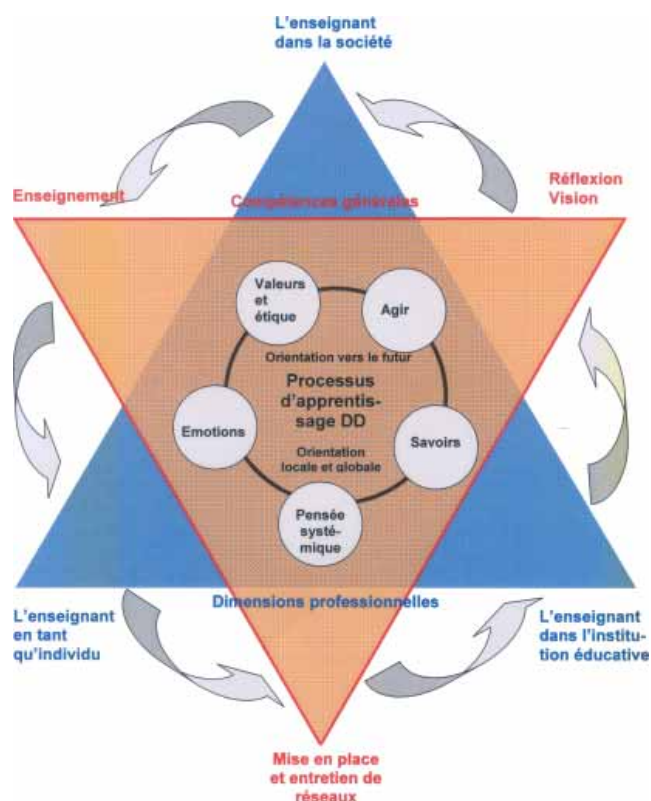 L'enseignant
dans la société
Enseignement
Compétences générales
Réflexion
Vision
Valeurs
et
étique
Agir
Orientation vers le futur
Processus
d'apprentis-
sage DD
Emotions
Savoirs
Orientation
locale et globale
Pensée
systé-
mique
Dimensions professionnelles
L'enseignant
en tant
qu'individu
L'enseignant
dans l'institu-
tion éducative
Mise en place
et entretien de
réseaux